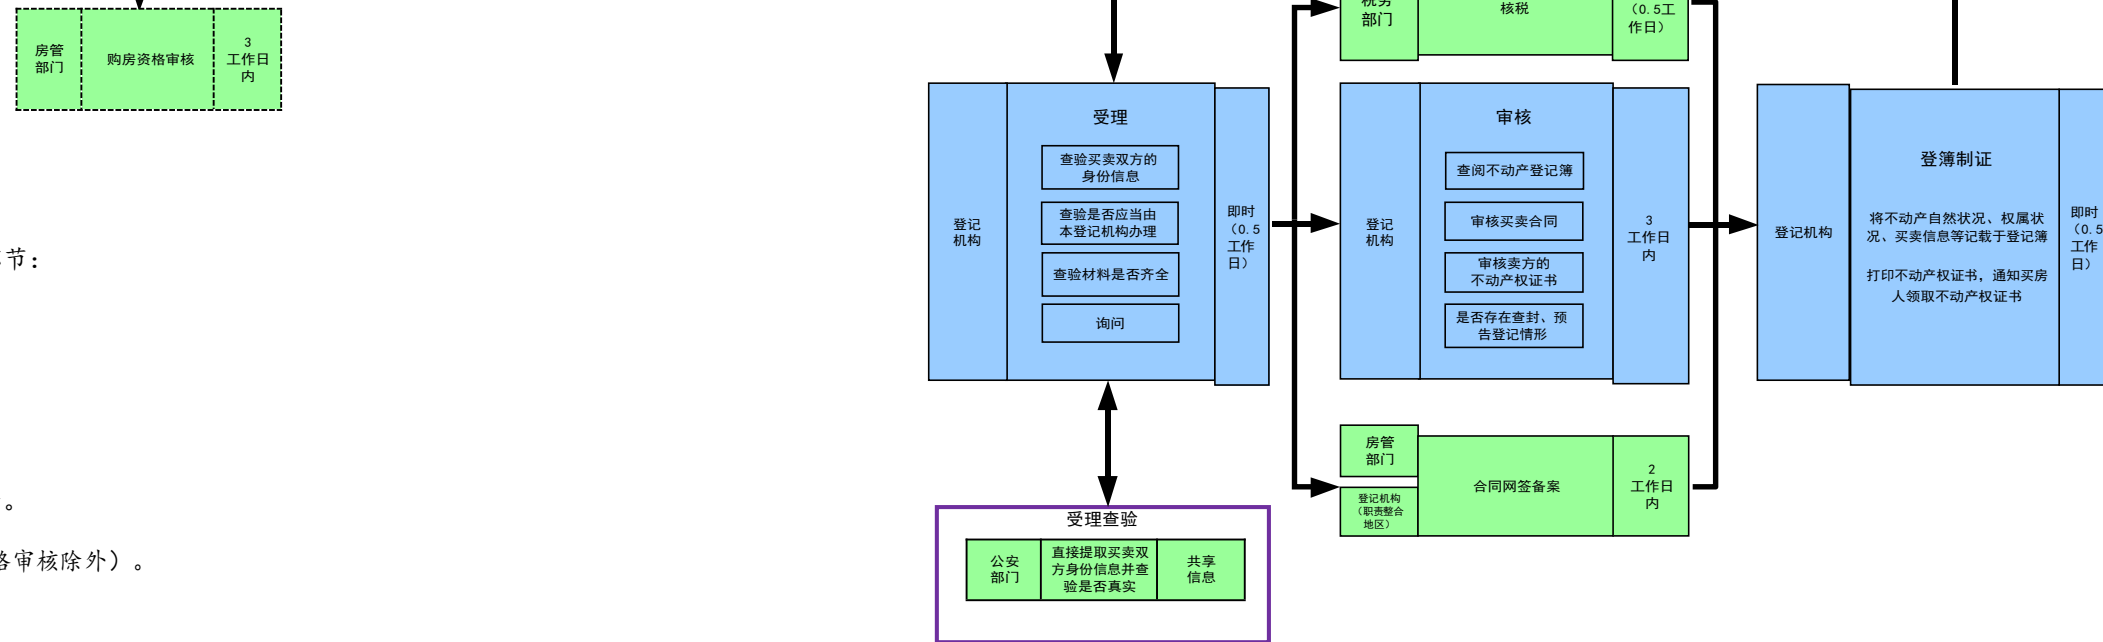 房管
部门
购房资格审核
3
工作日
内
节：
。
格审核除外）。
登记
机构
受理
查验买卖双方的
身份信息
查验是否应当由
本登记机构办理
查验材料是否齐全
询问
即时
（0.5
工作
日）
受理查验
公安
部门
直接提取买卖双
方身份信息并查
验是否真实
共享
信息
税务
部门
核税
（0.5工
作日）
登记
机构
审核
查阅不动产登记簿
审核买卖合同
审核卖方的
不动产权证书
是否存在查封、预
告登记情形
3
工作日
内
房管
部门
登记机构
（职责整合
地区）
合同网签备案
2
工作日
内
登记机构
登簿制证
将不动产自然状况、权属状
况、买卖信息等记载于登记簿
打印不动产权证书，通知买房
人领取不动产权证书
即时
（0.5
工作
日）